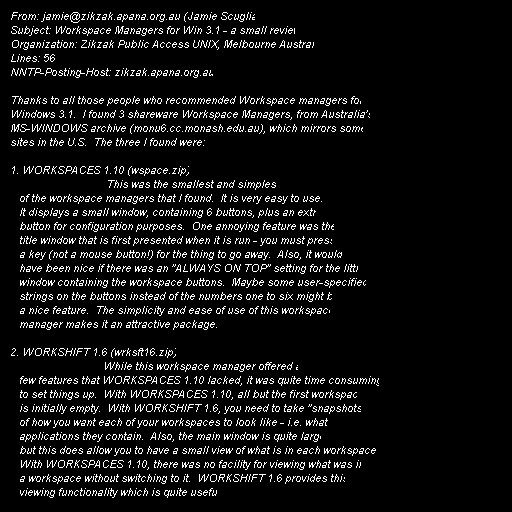 From: jamie@zikzak.apana.org.au (Jamie
Subject: Workspace Managers for Win 3.1 - a small review
Organization: Zikzak Public Access UNIX, Melbourne
Lines: 56
NNTP-Posting-Host: zikzak.apana.org.au
Thanks to all those people who recommended Workspace managers for
Windows 3.1.  I found 3 shareware Workspace Managers, from Australia's
MS-WINDOWS archive (monu6.cc.monash.edu.au), which mirrors some
sites in the U.S.  The three I found were:
1. WORKSPACES 1.10 (wspace.zip)
This was the smallest and simples
of the workspace managers that I found.  It is very easy to use.
It displays a small window, containing 6 buttons, plus an extr
button for configuration purposes.  One annoying feature was the
title window that is first presented when it is run - you must press
a key (not a mouse button!) for the thing to go away.  Also, it would
have been nice if there was an "ALWAYS ON TOP" setting for the littl
window containing the workspace buttons.  Maybe some user-specified
strings on the buttons instead of the numbers one to six might b
a nice feature.  The simplicity and ease of use of this workspace
manager makes it an attractive package.
2. WORKSHIFT 1.6 (wrksft16.zip)
While this workspace manager offered a
few features that WORKSPACES 1.10 lacked, it was quite time consuming
to set things up.  With WORKSPACES 1.10, all but the first workspac
is initially empty.  With WORKSHIFT 1.6, you need to take "snapshots
of how you want each of your workspaces to look like - i.e. what
applications they contain.  Also, the main window is quite large
but this does allow you to have a small view of what is in each workspace
With WORKSPACES 1.10, there was no facility for viewing what was in
a workspace without switching to it.  WORKSHIFT 1.6 provides this
viewing functionality which is quite usefu